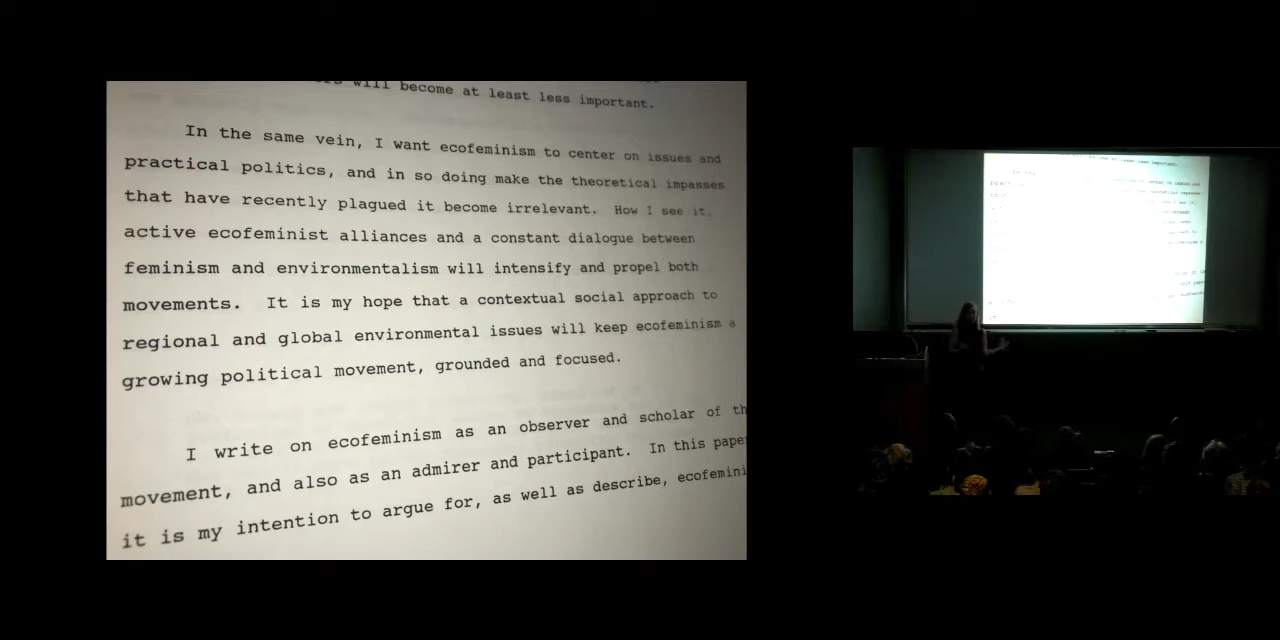 will become at least less important.
In the same vein, I want ecofeminism to center on issues and
practical politics, and in so doing make the theoretical impasses
that have recently plagued it become irrelevant. How I see it,
active ecofeminist alliances and a constant dialogue between
feminism and environmentalism will intensify and propel both
movements. It is my hope that a contextual social approach to
regional and global environmental issues will keep ecofeminism a
growing political movement, grounded and focused.
I write on ecofeminism as an observer and scholar of th
movement, and also as an admirer and participant. In this pape
it is my intention to argue for, as well as describe, ecofemini